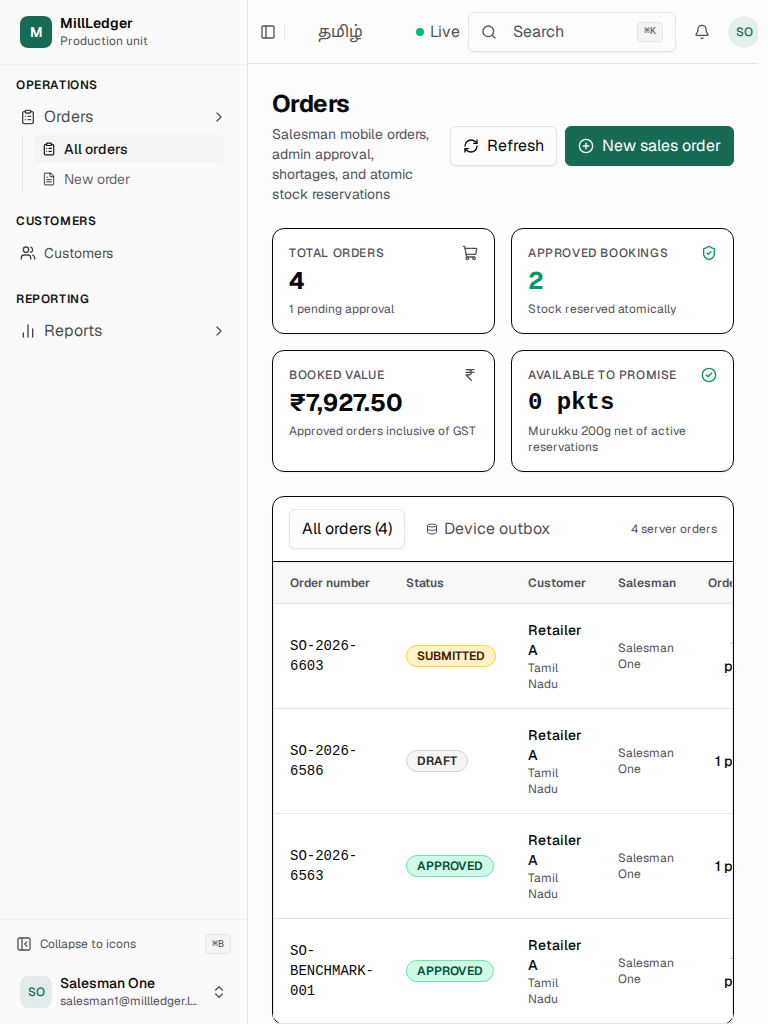 M
MillLedger
Production unit
OPERATIONS
Orders
All orders
New order
CUSTOMERS
Customers
REPORTING
Reports
Collapse to icons
⌘B
SO
Salesman One
salesman1@millledger.l…
தமிழ்
Live
Search
⌘K
SO
Orders
Salesman mobile orders,
admin approval,
shortages, and atomic
stock reservations
Refresh
New sales order
TOTAL ORDERS
4
1 pending approval
APPROVED BOOKINGS
2
Stock reserved atomically
BOOKED VALUE
₹
₹7,927.50
Approved orders inclusive of GST
AVAILABLE TO PROMISE
0 pkts
Murukku 200g net of active
reservations
All orders (4)
Device outbox
4 server orders
Order number Status Customer Salesman
SO-2026-
6603
SUBMITTED
Retailer
A
Tamil
Nadu
Salesman
One
SO-2026-
6586
DRAFT
Retailer
A
Tamil
Nadu
Salesman
One
1 p
SO-2026-
6563
APPROVED
Retailer
A
Tamil
Nadu
Salesman
One
1 p
SO-
BENCHMARK-
001
APPROVED
Retailer
A
Tamil
Nadu
Salesman
One